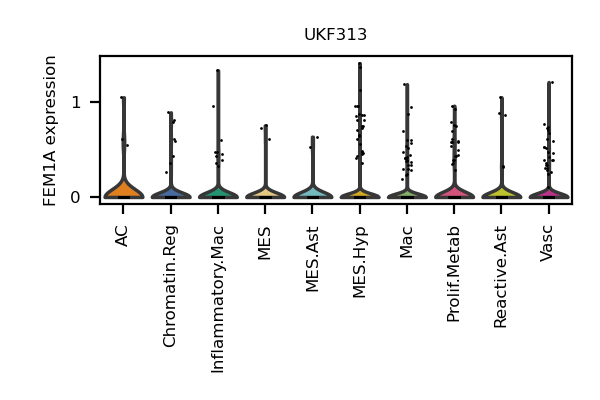 UKF313
FEM1A expression
1
0
AC
Chromatin.Reg
Inflammatory.Mac
MES
MES.Ast
MES.Hyp
Mac
Prolif.Metab
Reactive.Ast
Vasc